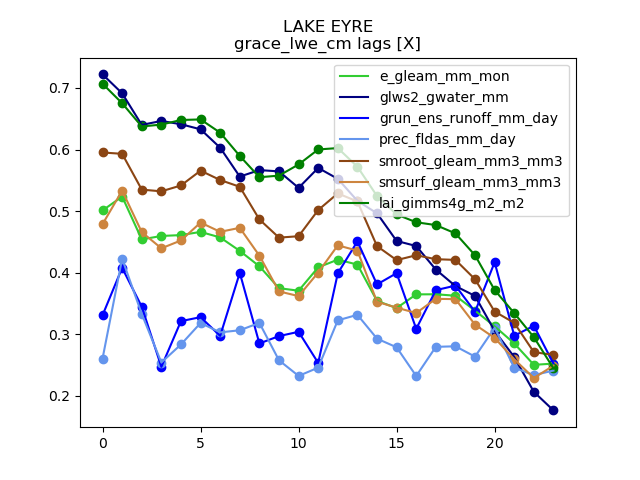 LAKE EYRE
grace_lwe_cm lags [X]
e_gleam_mm_mon
glws2_gwater_mm
grun_ens_runoff_mm_day
prec_fldas_mm_day
smroot_gleam_mm3_mm3
smsurf_gleam_mm3_mm3
lai_gimms4g_m2_m2
0.7
0.6
0.5
0.4
0.3
0.2
0 5 10 15 20